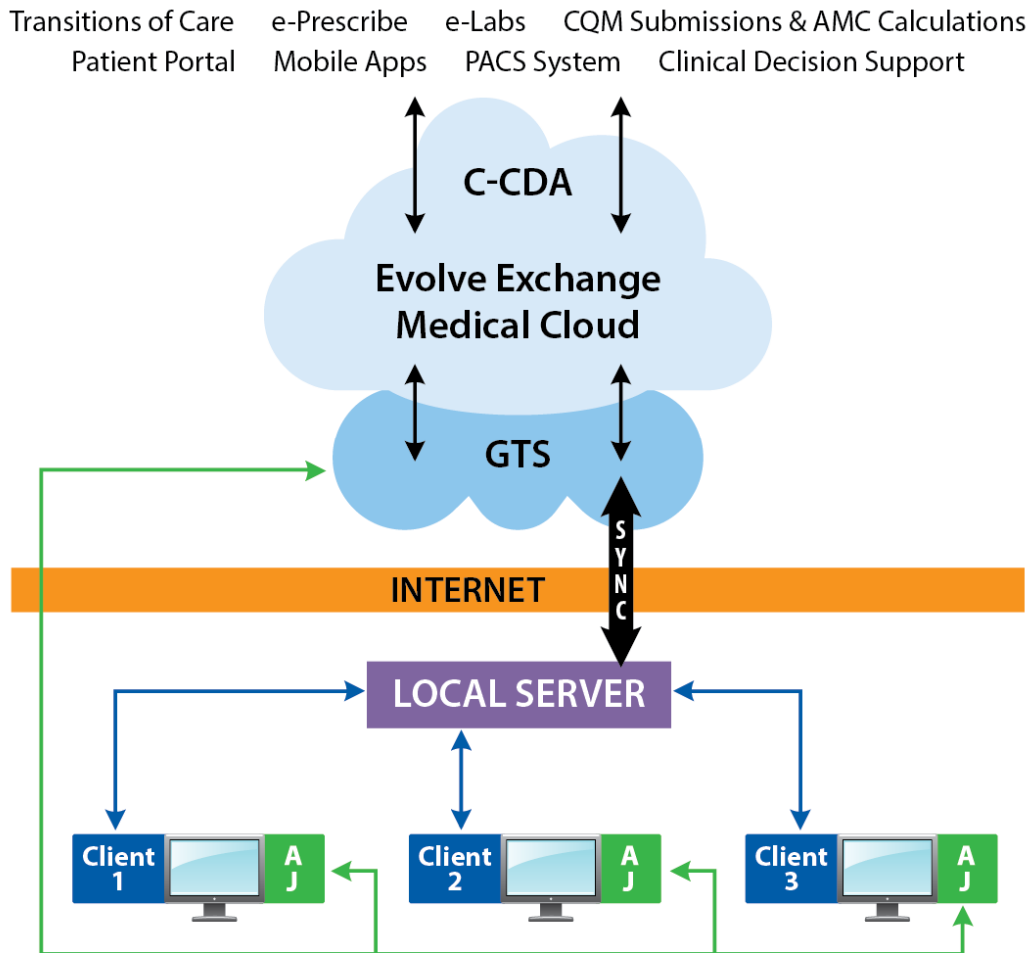 Transitions of Care e-Prescribe e-Labs CQM Submissions & AMC Calculations
Patient Portal Mobile Apps PACS System Clinical Decision Support
C-CDA
Evolve Exchange
Medical Cloud
GTS
SYNC
INTERNET
LOCAL SERVER
Client
1
A
J
Client
2
A
J
Client
3
A
J